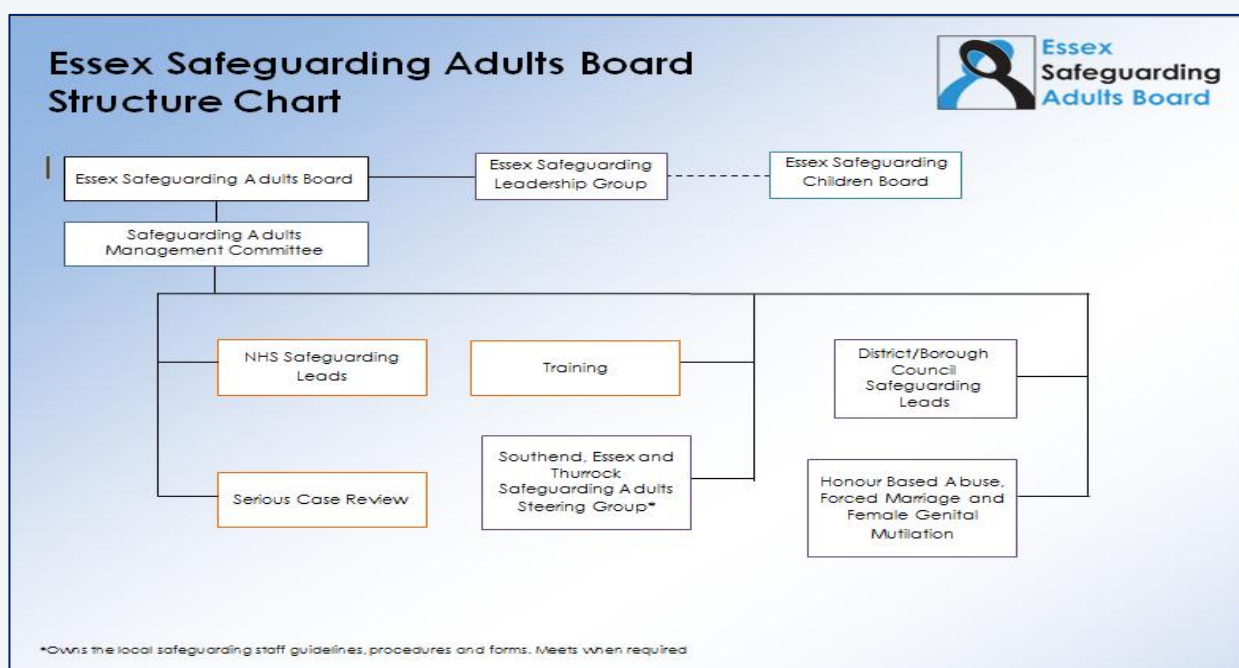 Essex Safeguarding Adults Board
Structure Chart
Essex
Safeguarding
Adults Board
Essex Safeguarding Adults Board
Essex Safeguarding
Leadership Group
Essex Safeguarding
Children Board
Safeguarding Adults
Management Committee
NHS Safeguarding
Leads
Training
District/Borough
Council
Safeguarding
Leads
Serious Case Review
Southend, Essex and
Thurrock
Safeguarding Adults
Steering Group*
Honour Based Abuse,
Forced Marriage and
Female Genital
Mutilation
*Owns the local safeguarding staff guidelines, procedures and forms. Meets when required